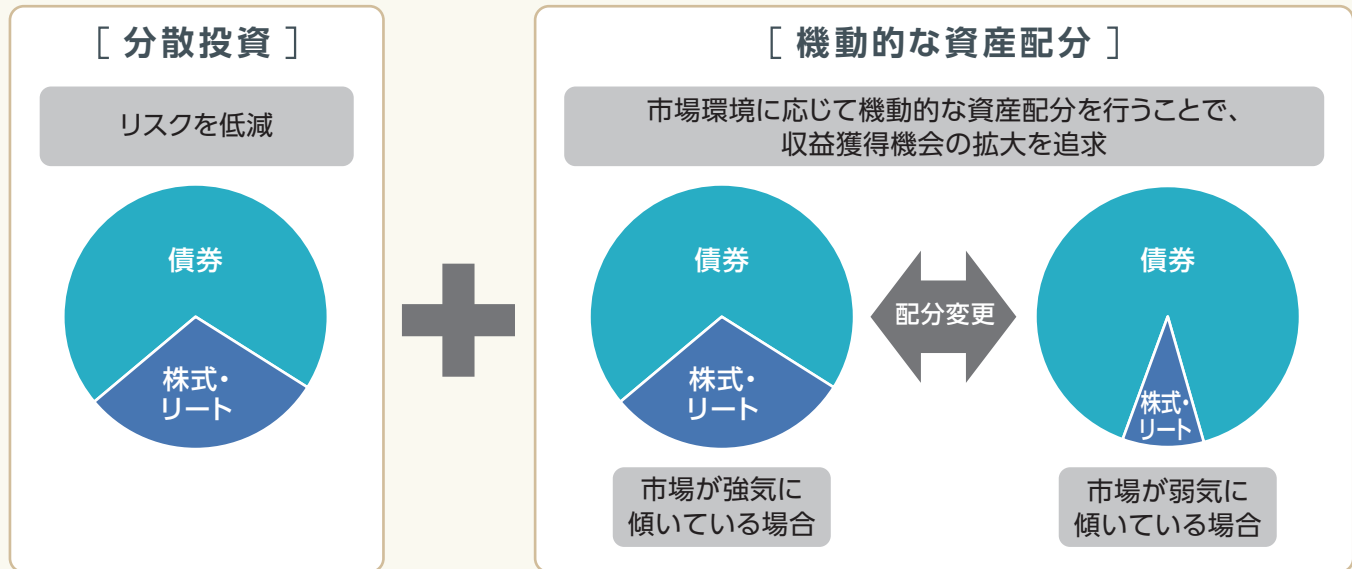 [ 分散投資 ]
リスクを低減
債券
株式・
リート
[ 機動的な資産配分 ]
市場環境に応じて機動的な資産配分を行うことで、
収益獲得機会の拡大を追求
債券
株式・
リート
市場が強気に
傾いている場合
配分変更
債券
株式・
リート
市場が弱気に
傾いている場合